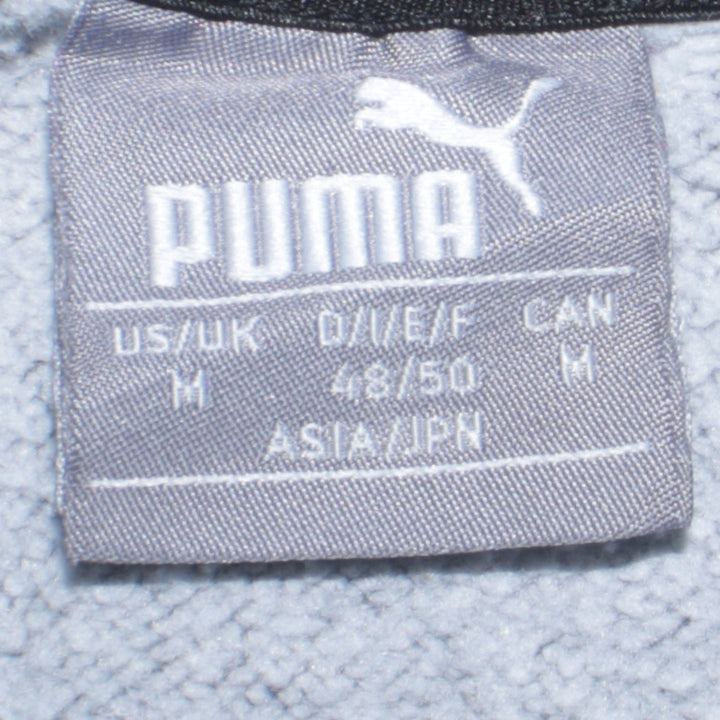 PUMA
US/UK D/I/E/F CAN
M 48/50 M
ASIA/JPN